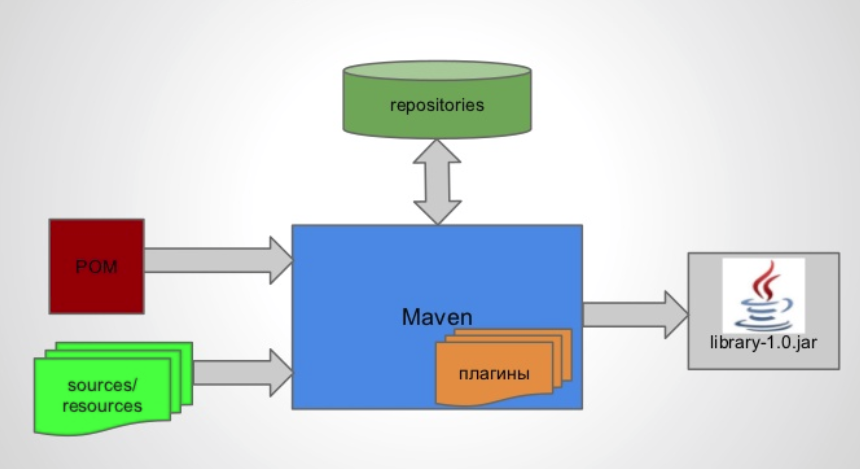 repositories
POM
Maven
плагины
sources/
resources
library-1.0.jar